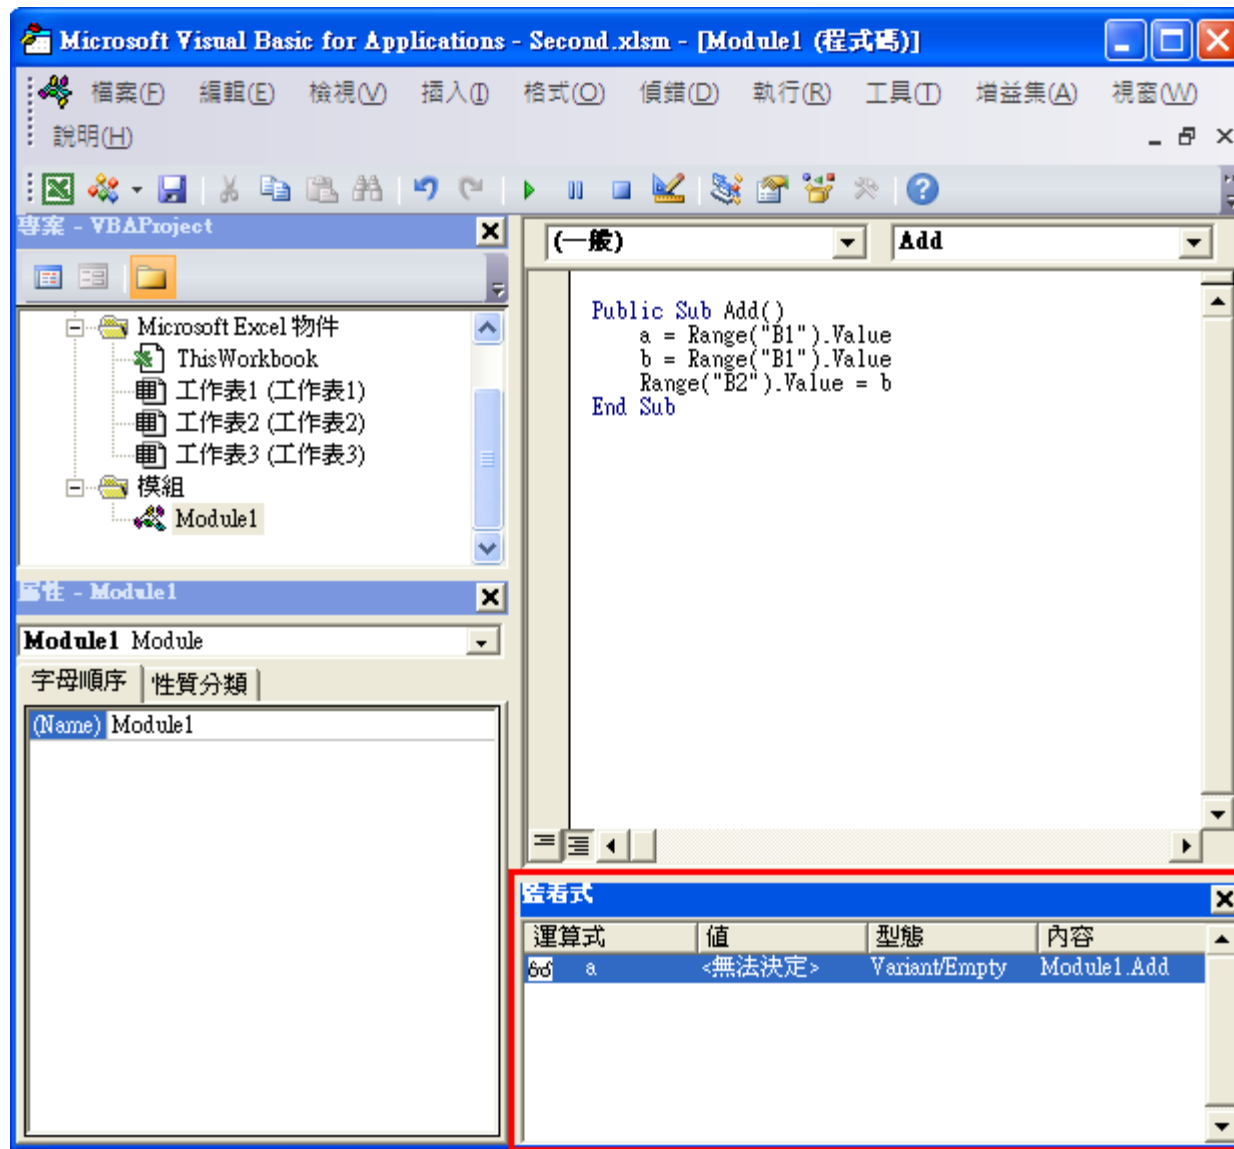 Microsoft Visual Basic for Applications - Second.xlsm - [Module1 (程式碼)]
檔案(F) 編輯(E) 檢視(V) 插入(I) 格式(O) 偵錯(D) 執行(R) 工具(T) 增益集(A) 視窗(W)
說明(H)
專案 - VBAProject
Microsoft Excel 物件
ThisWorkbook
工作表1 (工作表1)
工作表2 (工作表2)
工作表3 (工作表3)
模組
Module1
屬性 - Module1
Module1 Module
字母順序 性質分類
(Name) Module1
(一般) Add
Public Sub Add()
a = Range("B1").Value
b = Range("B1").Value
Range("B2").Value = b
End Sub
監看式
運算式 值 型態 內容
a <無法決定> Variant/Empty Module1.Add